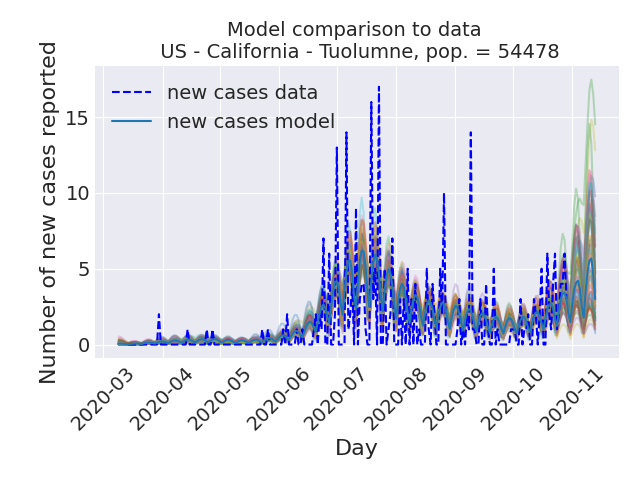 Model comparison to data
US - California - Tuolumne, pop. = 54478
Number of new cases reported
new cases data
new cases model
15
10
5
0
2020-03
2020-04
2020-05
2020-06
2020-07
2020-08
2020-09
2020-10
2020-11
Day